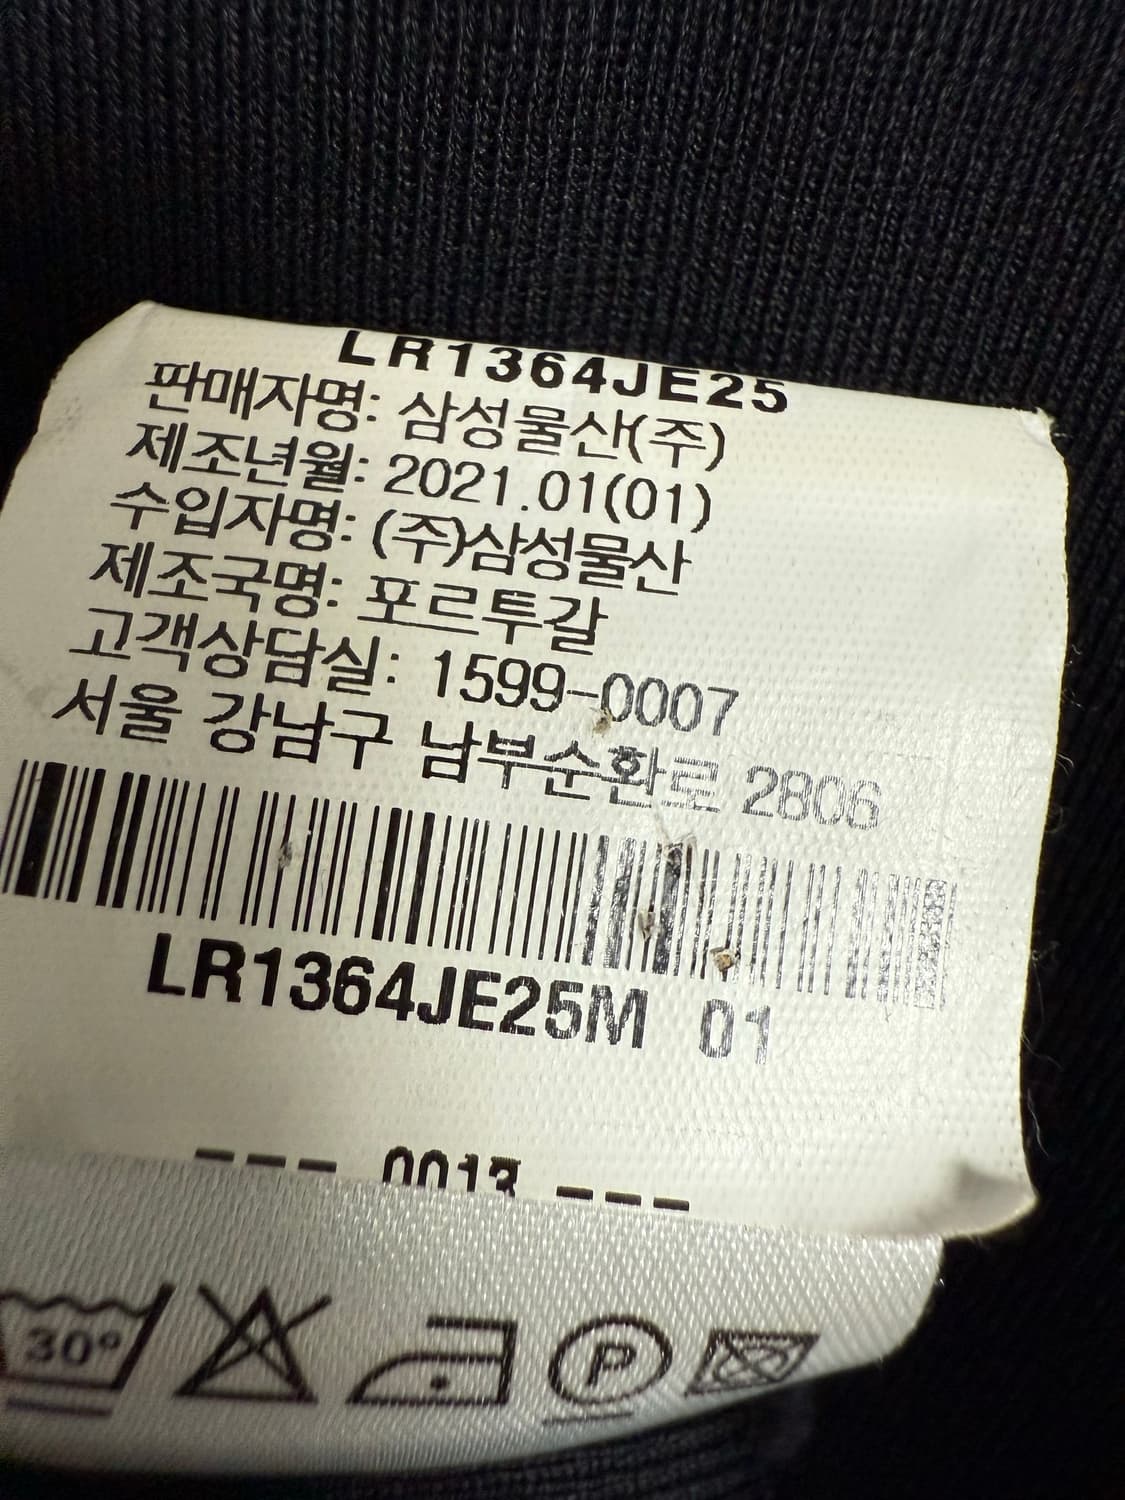 LR1364JE25
판매자명: 삼성물산(주)
제조년월: 2021.01(01)
수입자명: (주)삼성물산
제조국명: 포르투갈
고객상담실: 1599-0007
서울 강남구 남부순환로 2806
LR1364JE25M 01
--- 0013 ---
30°
P